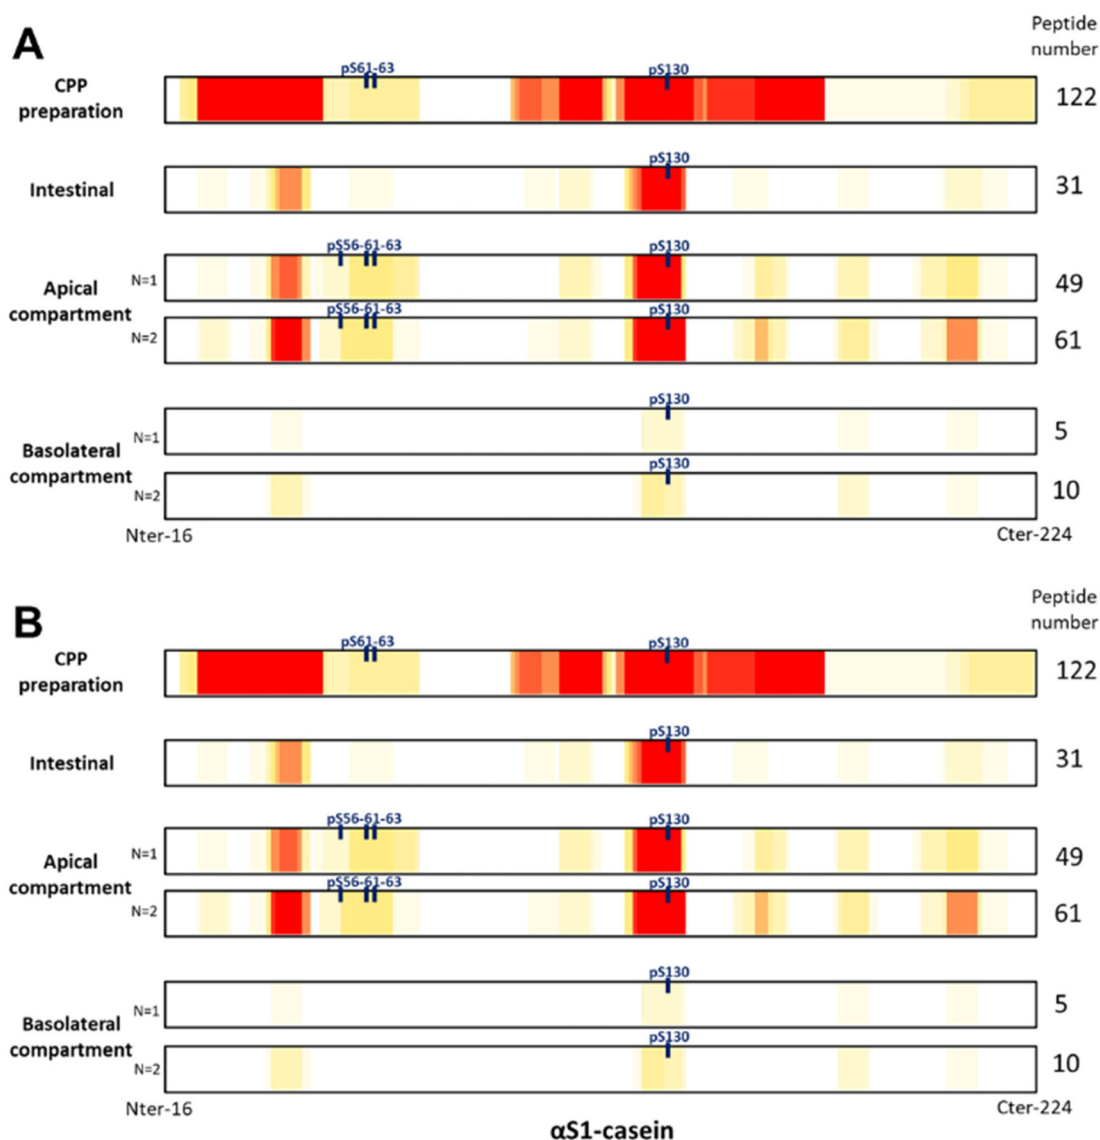 A
Peptide
number
pS61-63
pS130
CPP
preparation
122
pS130
Intestinal
31
pS56-61-63
pS130
N=1
49
Apical
compartment
pS56-61-63
pS130
N=2
61
pS130
N=1
5
Basolateral
compartment
pS130
N=2
10
Nter-16
Cter-224
B
Peptide
number
pS61-63
pS130
CPP
preparation
122
pS130
Intestinal
31
pS56-61-63
pS130
N=1
49
Apical
compartment
pS56-61-63
pS130
N=2
61
pS130
N=1
5
Basolateral
compartment
pS130
N=2
10
Nter-16
Cter-224
αS1-casein